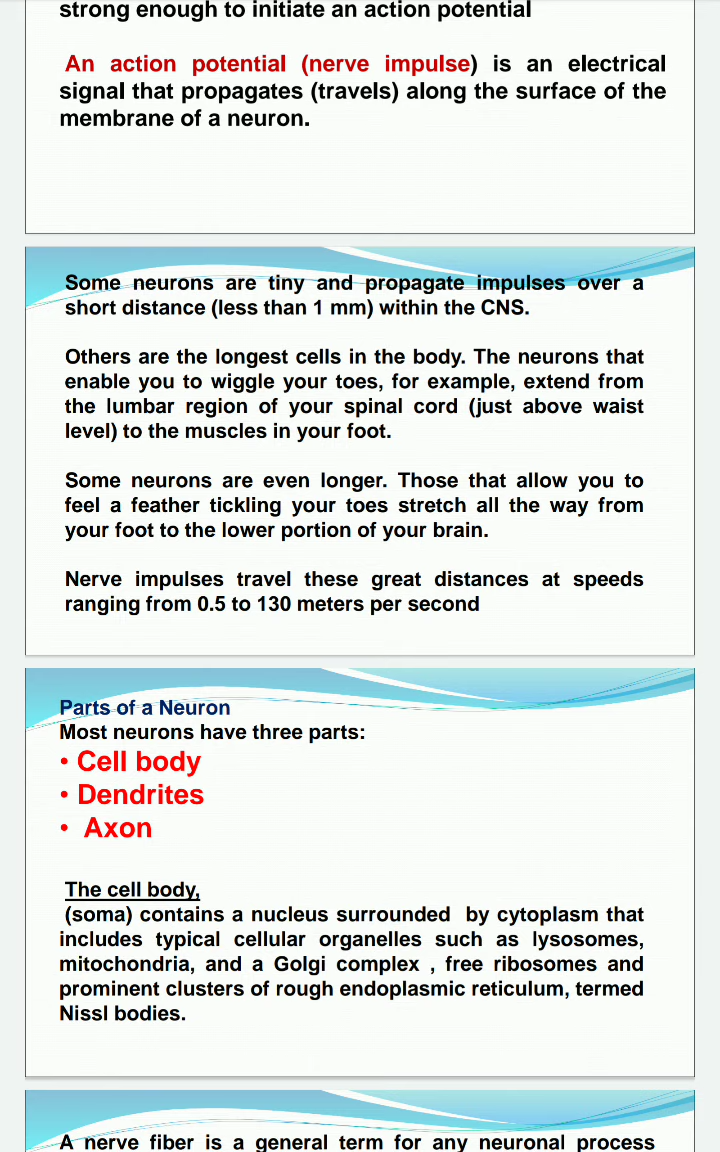 strong enough to initiate an action potential
An action potential (nerve impulse) is an electrical
signal that propagates (travels) along the surface of the
membrane of a neuron.
Some neurons are tiny and propagate impulses over a
short distance (less than 1 mm) within the CNS.
Others are the longest cells in the body. The neurons that
enable you to wiggle your toes, for example, extend from
the lumbar region of your spinal cord (just above waist
level) to the muscles in your foot.
Some neurons are even longer. Those that allow you to
feel a feather tickling your toes stretch all the way from
your foot to the lower portion of your brain.
Nerve impulses travel these great distances at speeds
ranging from 0.5 to 130 meters per second
Parts of a Neuron
Most neurons have three parts:
• Cell body
• Dendrites
• Axon
The cell body,
(soma) contains a nucleus surrounded by cytoplasm that
includes typical cellular organelles such as lysosomes,
mitochondria, and a Golgi complex , free ribosomes and
prominent clusters of rough endoplasmic reticulum, termed
Nissl bodies.
A nerve fiber is a general term for any neuronal process